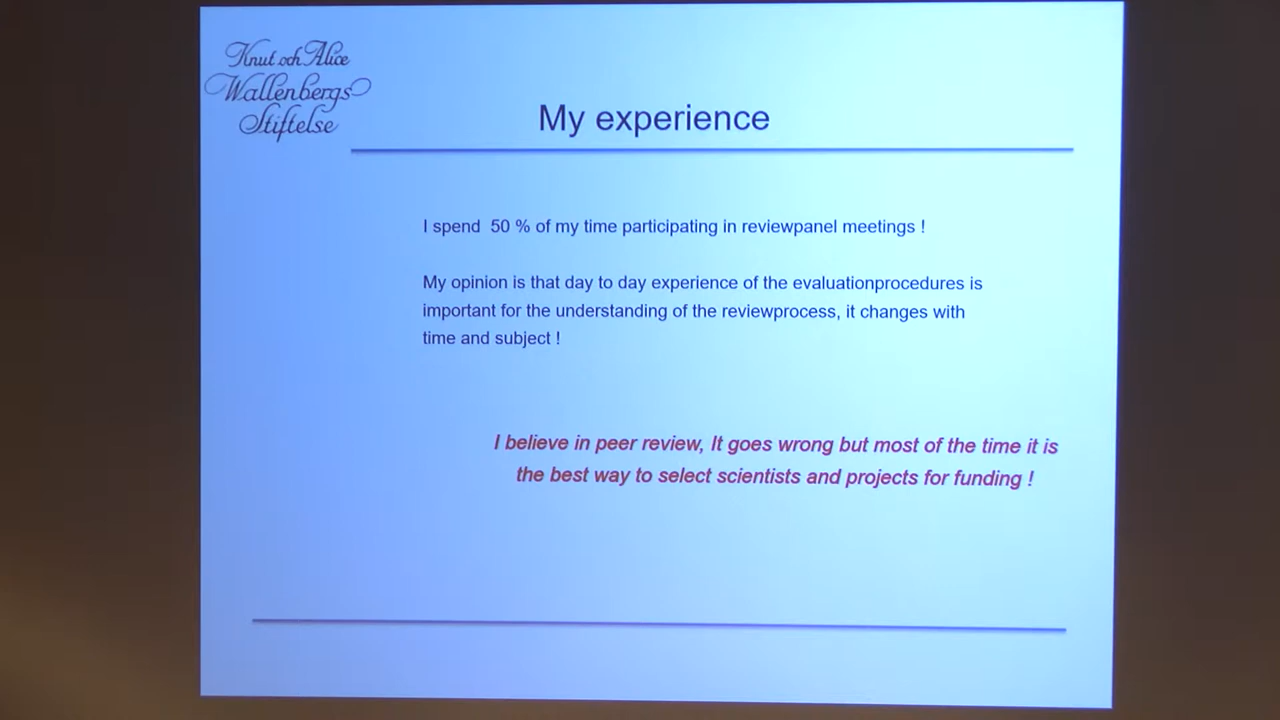 Knut och Alice
Wallenbergs
Stiftelse
My experience
I spend 50 % of my time participating in reviewpanel meetings !
My opinion is that day to day experience of the evaluationprocedures is
important for the understanding of the reviewprocess, it changes with
time and subject !
I believe in peer review, It goes wrong but most of the time it is
the best way to select scientists and projects for funding !